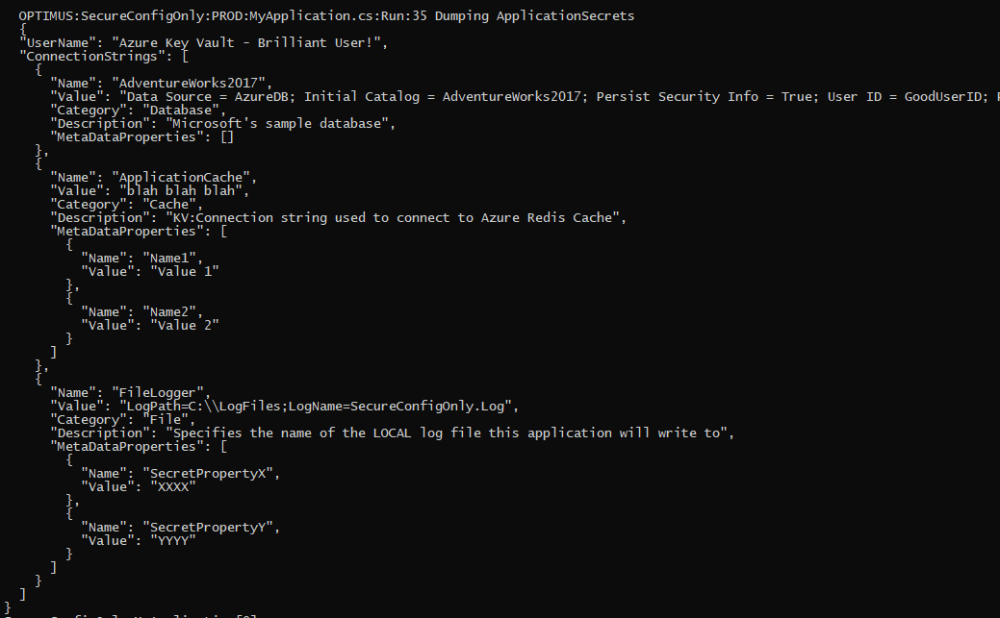 OPTIMUS:SecureConfigOnly:PROD:MyApplication.cs:Run:35 Dumping ApplicationSecrets
{
"UserName": "Azure Key Vault - Brilliant User!",
"ConnectionStrings": [
{
"Name": "AdventureWorks2017",
"Value": "Data Source = AzureDB; Initial Catalog = AdventureWorks2017; Persist Security Info = True; User ID = GoodUserID;
"Category": "Database",
"Description": "Microsoft's sample database",
"MetaDataProperties": []
},
{
"Name": "ApplicationCache",
"Value": "blah blah blah",
"Category": "Cache",
"Description": "KV:Connection string used to connect to Azure Redis Cache",
"MetaDataProperties": [
{
"Name": "Name1",
"Value": "Value 1"
},
{
"Name": "Name2",
"Value": "Value 2"
}
]
},
{
"Name": "FileLogger",
"Value": "LogPath=C:\\LogFiles;LogName=SecureConfigOnly.Log",
"Category": "File",
"Description": "Specifies the name of the LOCAL log file this application will write to",
"MetaDataProperties": [
{
"Name": "SecretPropertyX",
"Value": "XXXX"
},
{
"Name": "SecretPropertyY",
"Value": "YYYY"
}
]
}
]
}